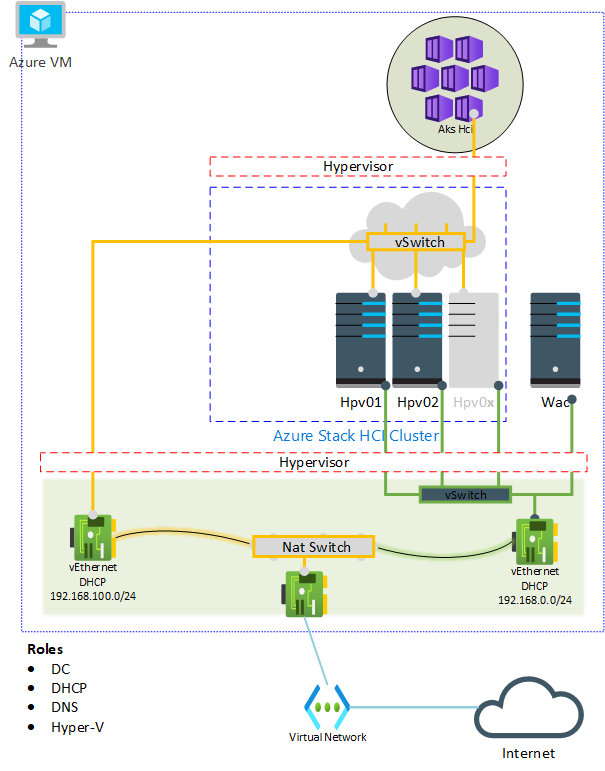 Azure VM
Aks Hci
Hypervisor
vSwitch
Hpv01
Hpv02
Hpv0x
Wac
Azure Stack HCI Cluster
Hypervisor
vSwitch
vEthernet
DHCP
192.168.100.0/24
Nat Switch
vEthernet
DHCP
192.168.0.0/24
Roles
• DC
• DHCP
• DNS
• Hyper-V
Virtual Network
Internet